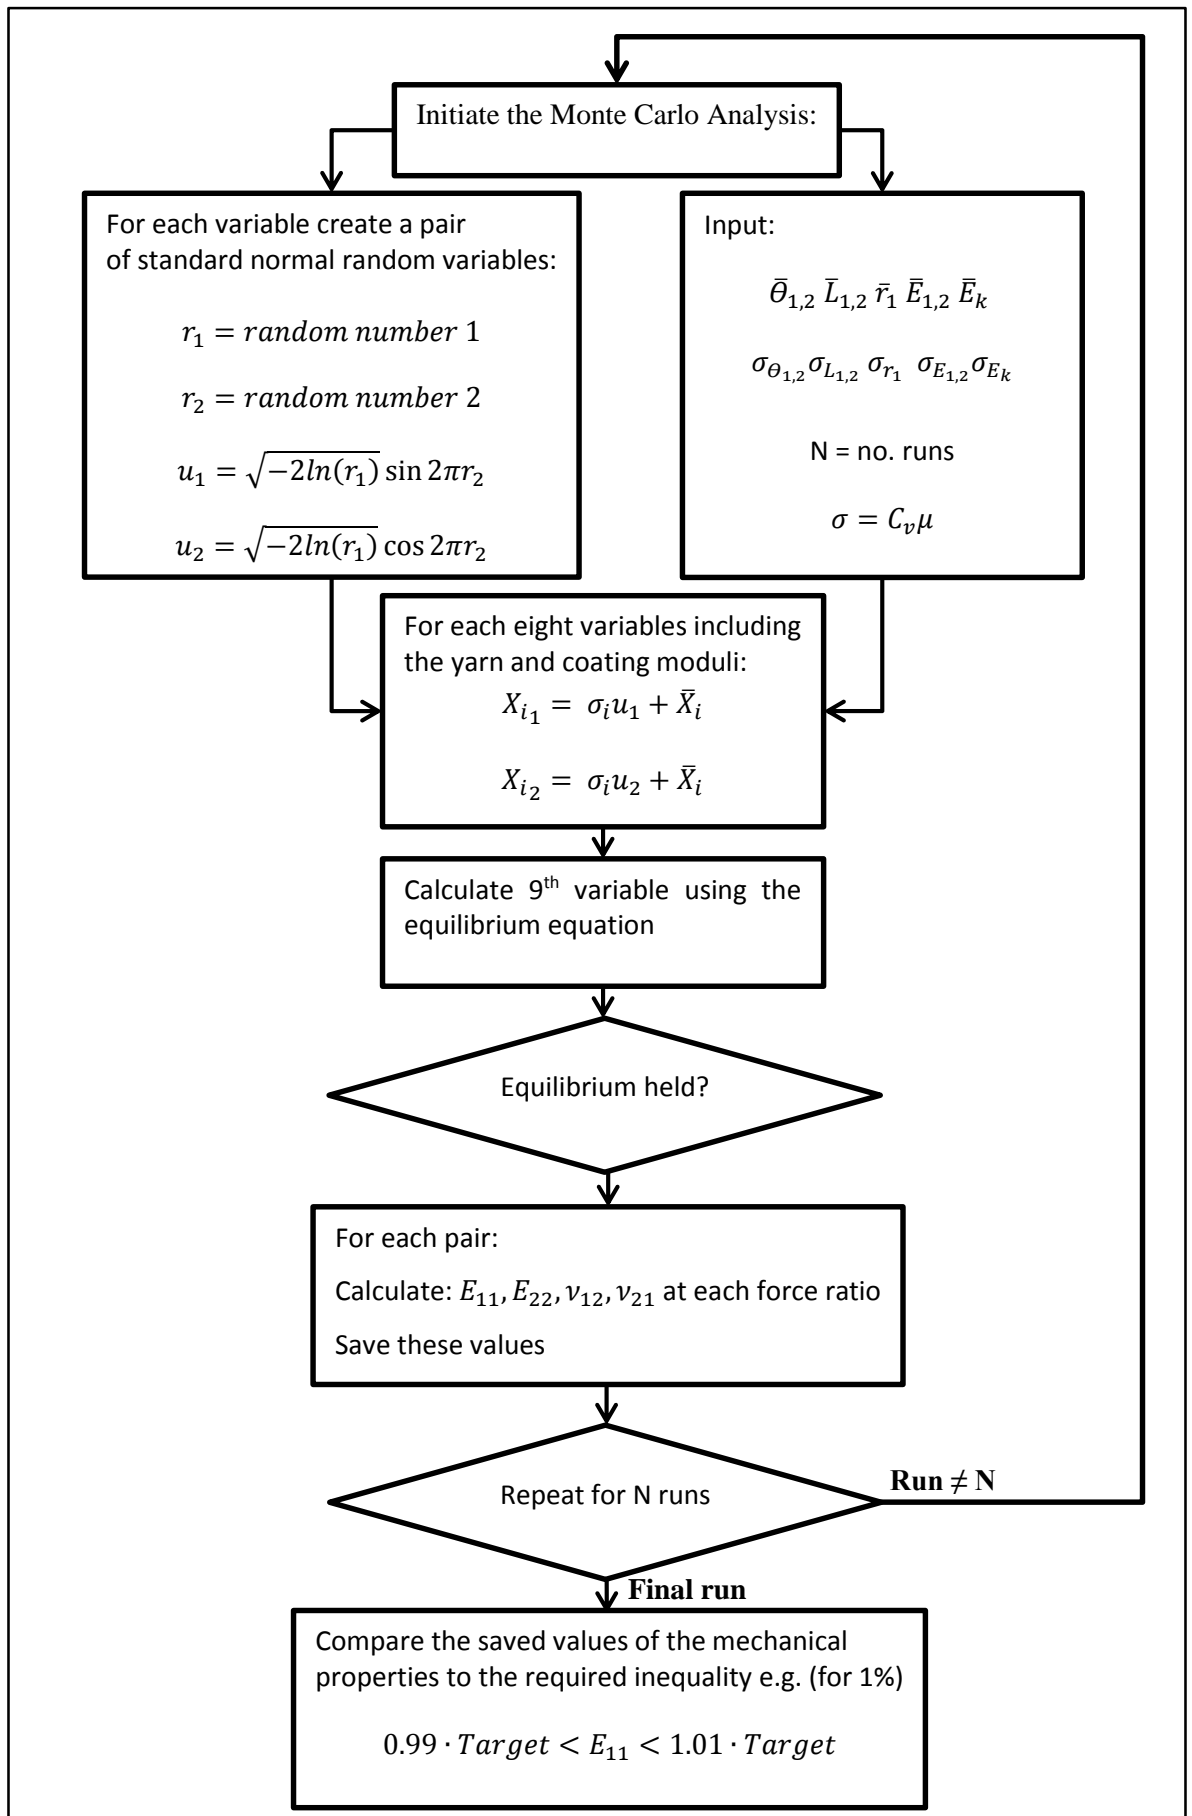 Initiate the Monte Carlo Analysis:
For each variable create a pair
of standard normal random variables:
r₁ = random number 1
r₂ = random number 2
u₁ = √(−2ln(r₁)) sin 2πr₂
u₂ = √(−2ln(r₁)) cos 2πr₂
Input:
Θ̄₁,₂ L̄₁,₂ r̄₁ Ē₁,₂ Ēₖ
σ_Θ₁,₂ σ_L₁,₂ σ_r₁ σ_E₁,₂ σ_Eₖ
N = no. runs
σ = Cᵥμ
For each eight variables including
the yarn and coating moduli:
Xᵢ₁ = σᵢu₁ + X̄ᵢ
Xᵢ₂ = σᵢu₂ + X̄ᵢ
Calculate 9ᵗʰ variable using the
equilibrium equation
Equilibrium held?
For each pair:
Calculate: E₁₁, E₂₂, ν₁₂, ν₂₁ at each force ratio
Save these values
Repeat for N runs
Run ≠ N
Final run
Compare the saved values of the mechanical
properties to the required inequality e.g. (for 1%)
0.99 · Target < E₁₁ < 1.01 · Target